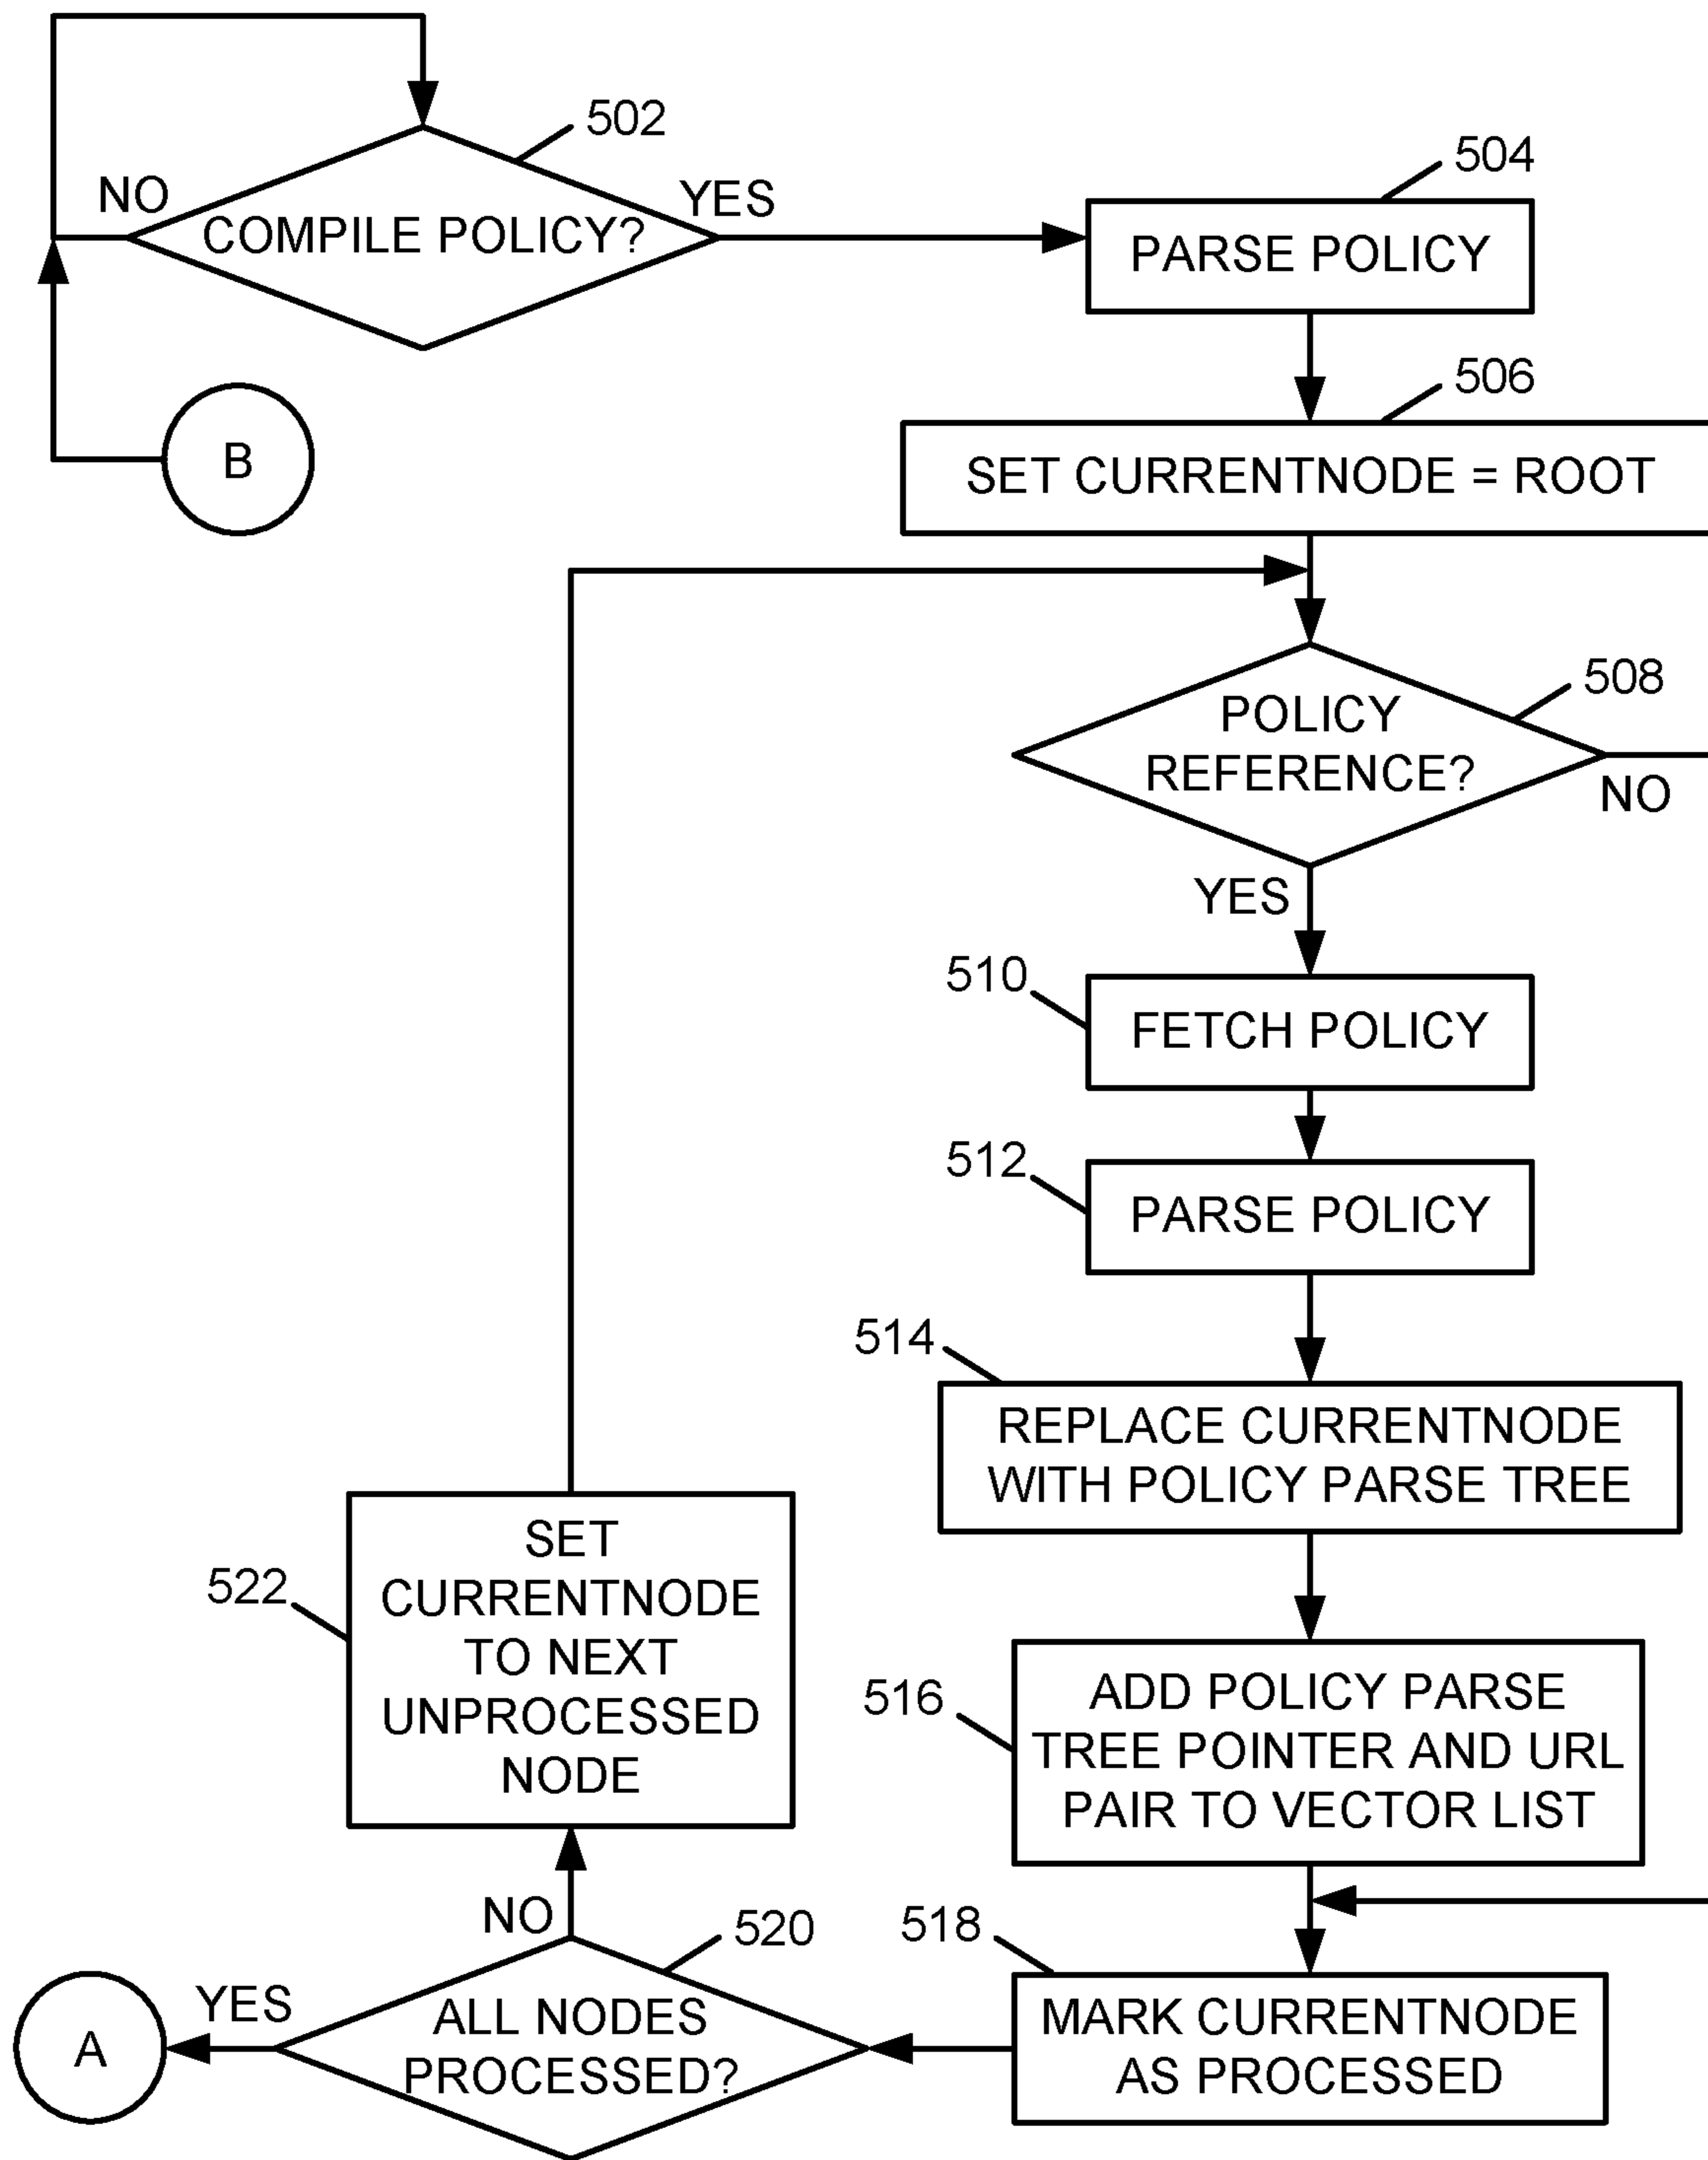 502
NO
YES
COMPILE POLICY?
504
PARSE POLICY
B
506
SET CURRENTNODE = ROOT
508
POLICY
REFERENCE?
NO
YES
510
FETCH POLICY
512
PARSE POLICY
514
REPLACE CURRENTNODE
WITH POLICY PARSE TREE
516
ADD POLICY PARSE
TREE POINTER AND URL
PAIR TO VECTOR LIST
518
MARK CURRENTNODE
AS PROCESSED
520
ALL NODES
PROCESSED?
NO
522
SET
CURRENTNODE
TO NEXT
UNPROCESSED
NODE
YES
A